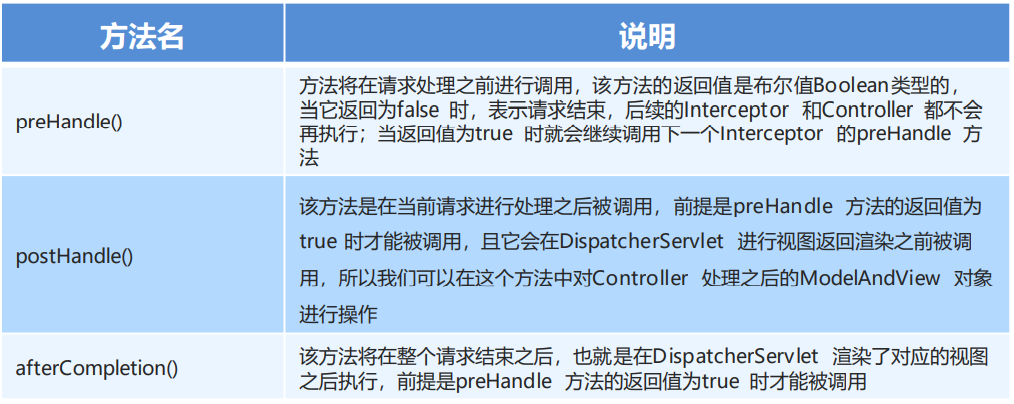 方法名
说明
preHandle()
方法将在请求处理之前进行调用，该方法的返回值是布尔值Boolean类型的，
当它返回为false 时，表示请求结束，后续的Interceptor 和Controller 都不会
再执行；当返回值为true 时就会继续调用下一个Interceptor 的preHandle 方
法
postHandle()
该方法是在当前请求进行处理之后被调用，前提是preHandle 方法的返回值为
true 时才能被调用，且它会在DispatcherServlet 进行视图返回渲染之前被调
用，所以我们可以在这个方法中对Controller 处理之后的ModelAndView 对象
进行操作
afterCompletion()
该方法将在整个请求结束之后，也就是在DispatcherServlet 渲染了对应的视图
之后执行，前提是preHandle 方法的返回值为true 时才能被调用